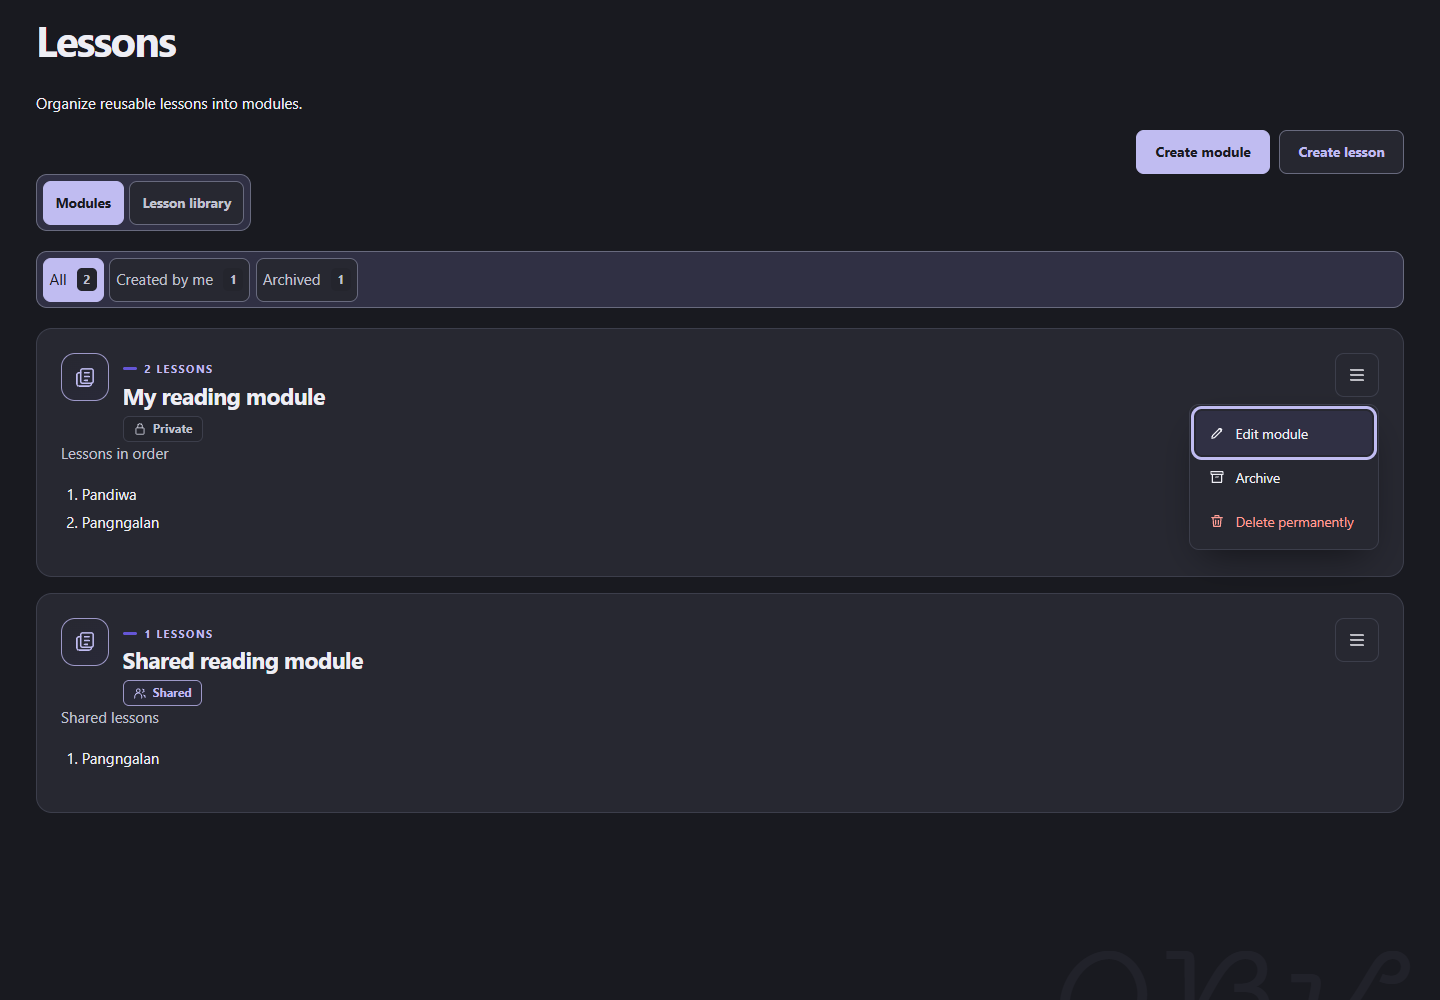 Lessons
Organize reusable lessons into modules.
Create module
Create lesson
Modules
Lesson library
All 2
Created by me 1
Archived 1
2 LESSONS
My reading module
Private
Lessons in order
1. Pandiwa
2. Pangngalan
Edit module
Archive
Delete permanently
1 LESSONS
Shared reading module
Shared
Shared lessons
1. Pangngalan